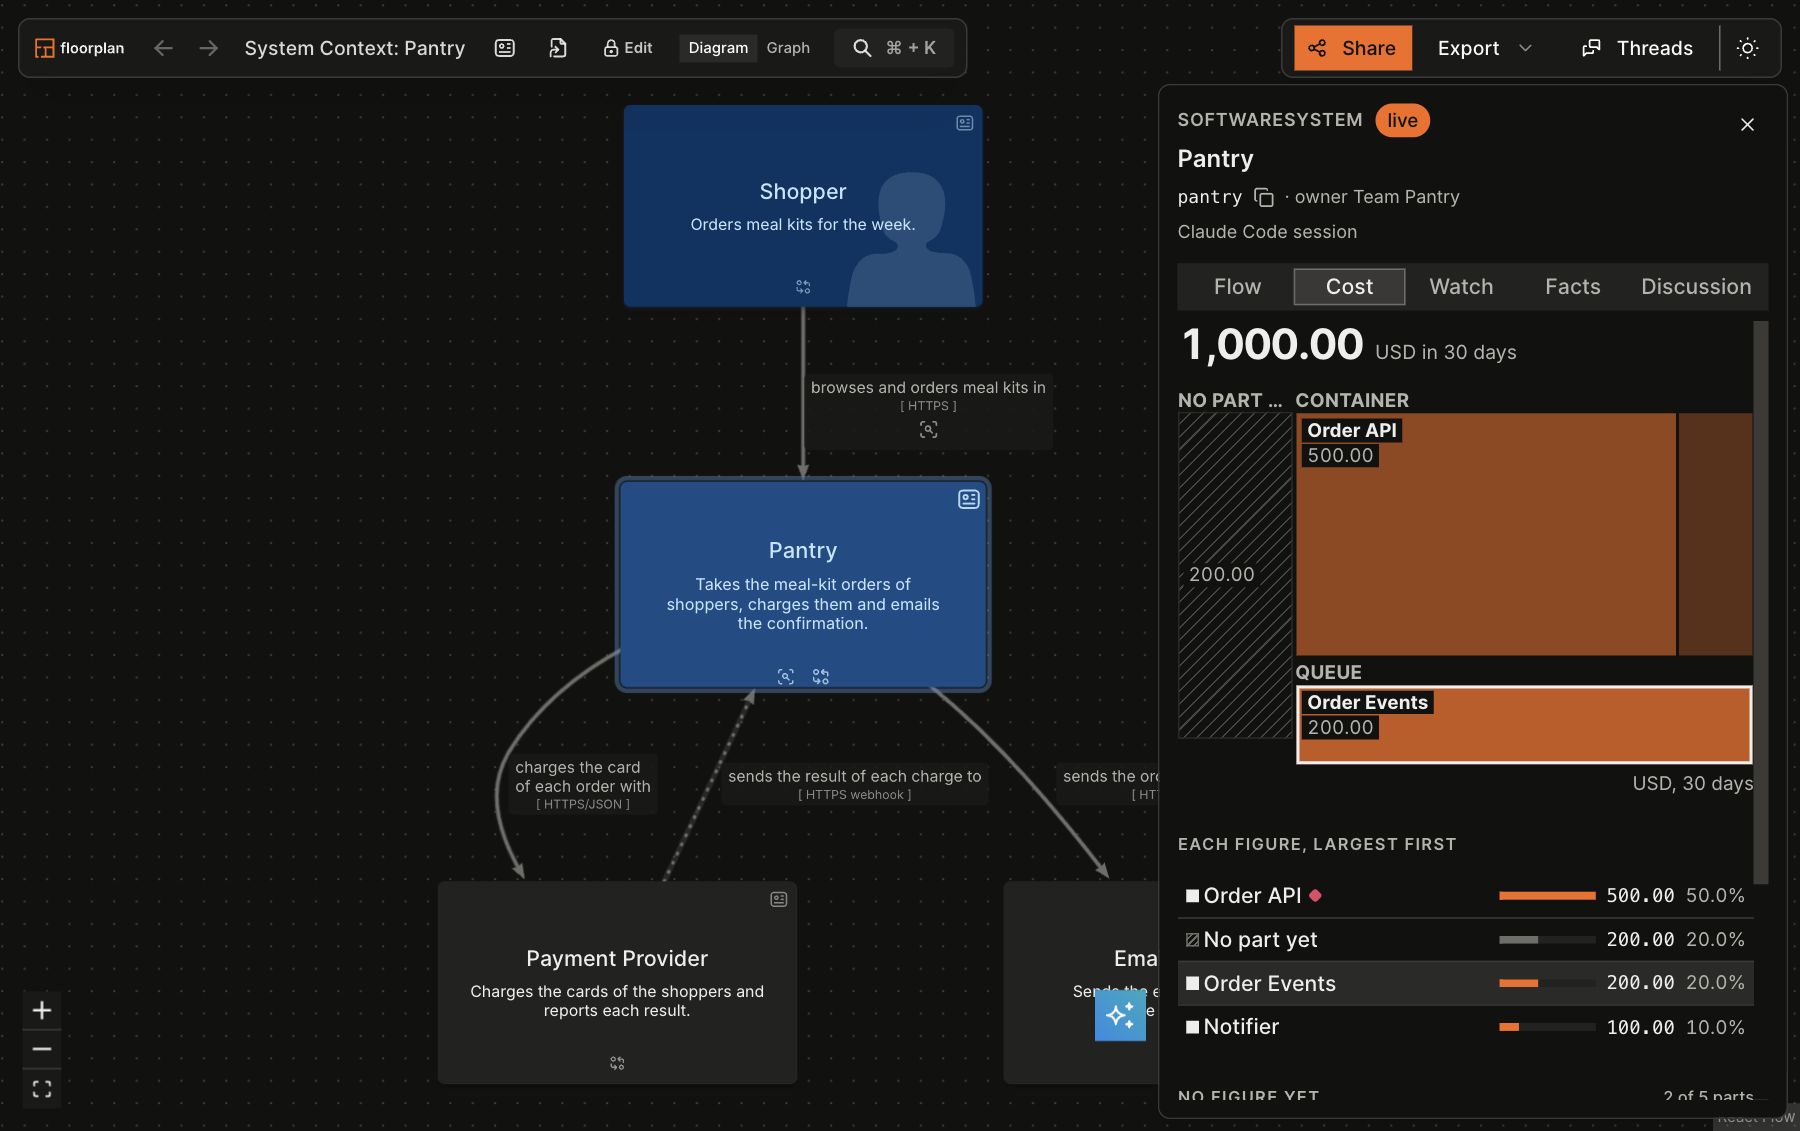 floorplan
System Context: Pantry
Edit
Diagram
Graph
⌘ + K
Share
Export
Threads
Shopper
Orders meal kits for the week.
browses and orders meal kits in
[ HTTPS ]
Pantry
Takes the meal-kit orders of
shoppers, charges them and emails
the confirmation.
charges the card
of each order with
[ HTTPS/JSON ]
sends the result of each charge to
[ HTTPS webhook ]
sends the
Payment Provider
Charges the cards of the shoppers and
reports each result.
SOFTWARESYSTEM
live
Pantry
pantry · owner Team Pantry
Claude Code session
Flow
Cost
Watch
Facts
Discussion
1,000.00 USD in 30 days
NO PART ...
CONTAINER
Order API
500.00
200.00
QUEUE
Order Events
200.00
USD, 30 days
EACH FIGURE, LARGEST FIRST
Order API 500.00 50.0%
No part yet 200.00 20.0%
Order Events 200.00 20.0%
Notifier 100.00 10.0%
NO FIGURE YET 2 of 5 parts
React Flow